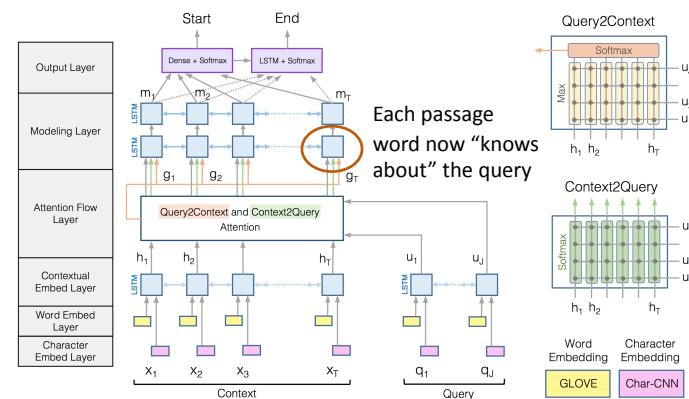 Start End
Output Layer
Dense + Softmax
LSTM + Softmax
m1 m2 mT
Modeling Layer
LSTM
LSTM
g1 g2 gT
Each passage
word now “knows
about” the query
Attention Flow
Layer
Query2Context and Context2Query
Attention
h1 h2 hT
u1 uJ
Contextual
Embed Layer
LSTM
LSTM
Word Embed
Layer
Character
Embed Layer
x1 x2 x3 xT
q1 qJ
Context
Query
Query2Context
Softmax
Max
u
u
h1 h2 hT
Context2Query
Softmax
u
u
u
h1 h2 hT
Word
Embedding
GLOVE
Character
Embedding
Char-CNN